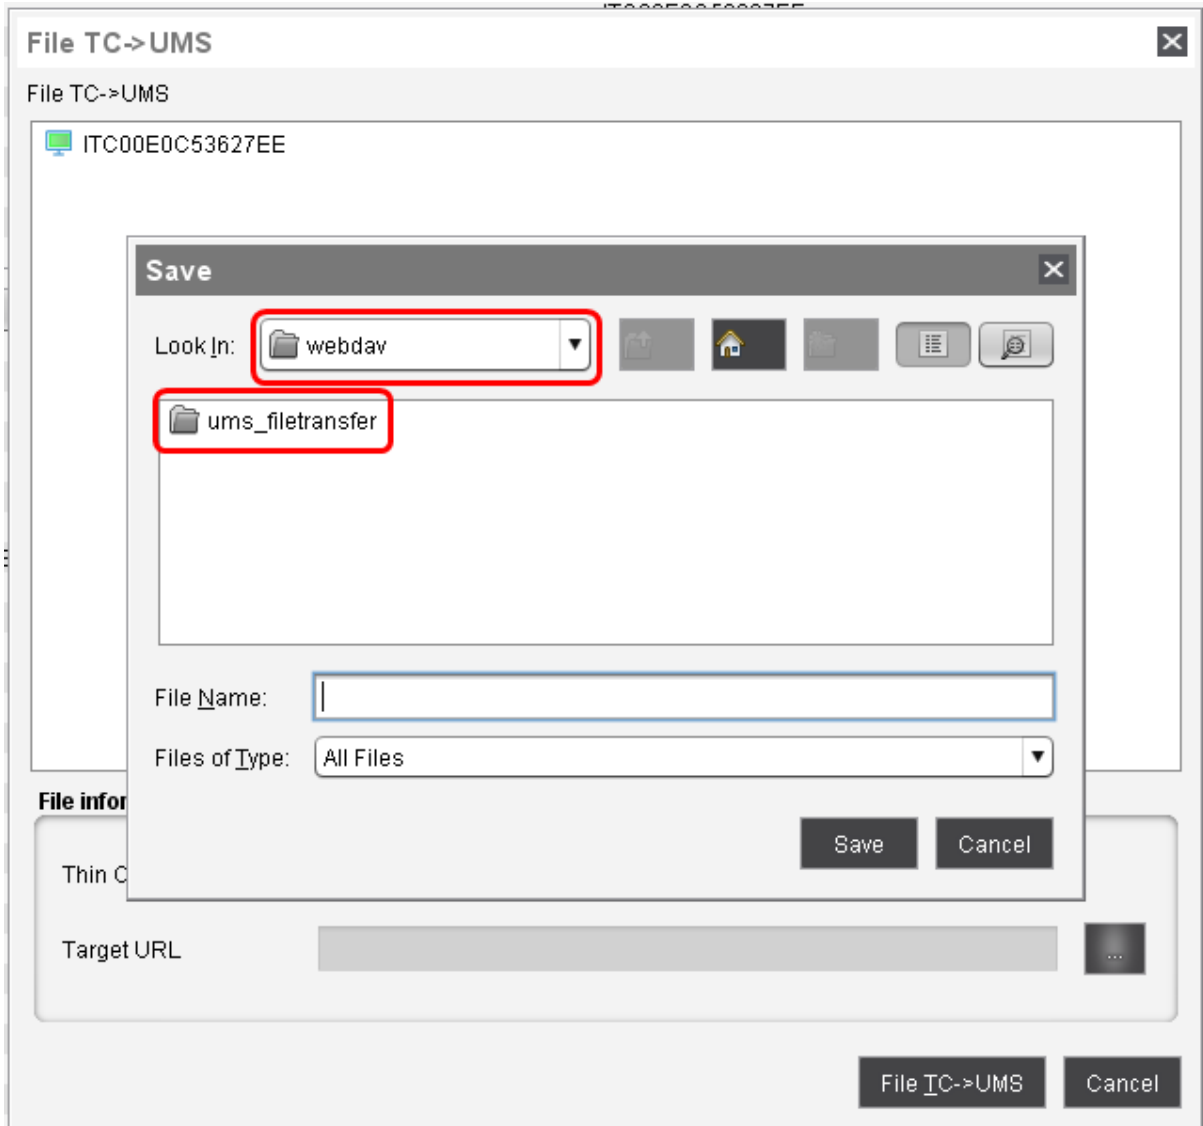 File TC->UMS
File TC->UMS
ITC00E0C53627EE
Save
Look In:
webdav
ums_filetransfer
File Name:
Files of Type:
All Files
Save
Cancel
File infor
Thin C
Target URL
...
File TC->UMS
Cancel